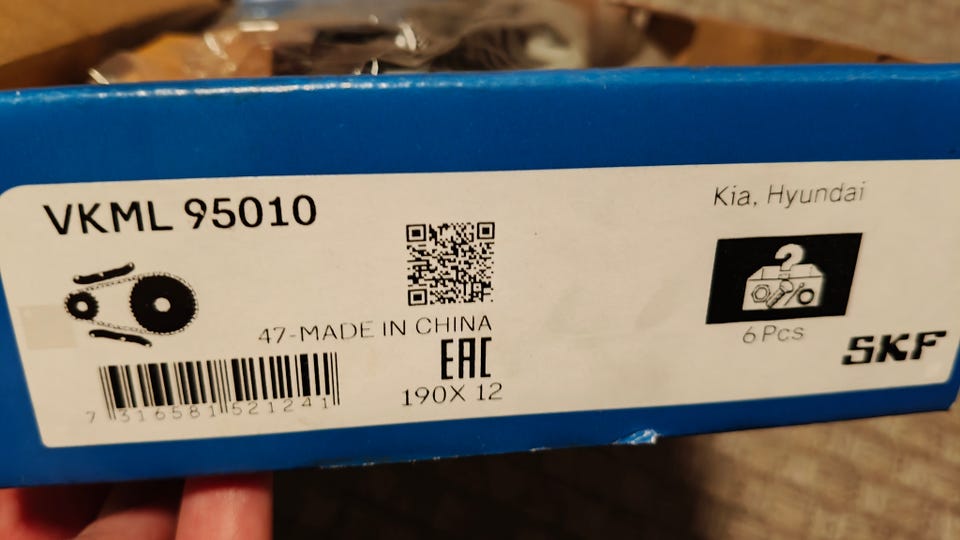 VKML 95010
Kia, Hyundai
47-MADE IN CHINA
EAC
190X 12
6 Pcs
SKF
7 316581 521241